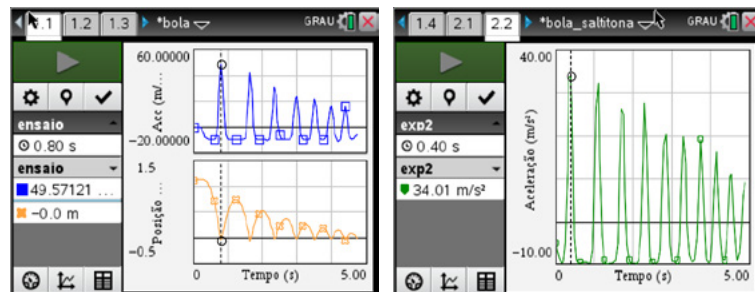 1.1 1.2 1.3 *bola GRAU
ensaio
0.80 s
ensaio
49.57121 ...
-0.0 m
60.00000
Acc (m/...
-20.00000
1.5
Posição ...
-0.5
0 Tempo (s) 5.00
1.4 2.1 2.2 *bola_saltitona GRAU
exp2
0.40 s
exp2
34.01 m/s²
40.00
Aceleração (m/s²)
-10.00
0 Tempo (s) 5.00